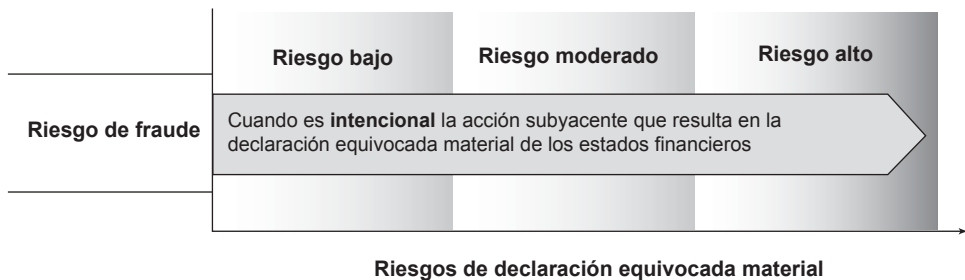 Riesgo bajo
Riesgo moderado
Riesgo alto
Riesgo de fraude
Cuando es intencional la acción subyacente que resulta en la
declaración equivocada material de los estados financieros
Riesgos de declaración equivocada material